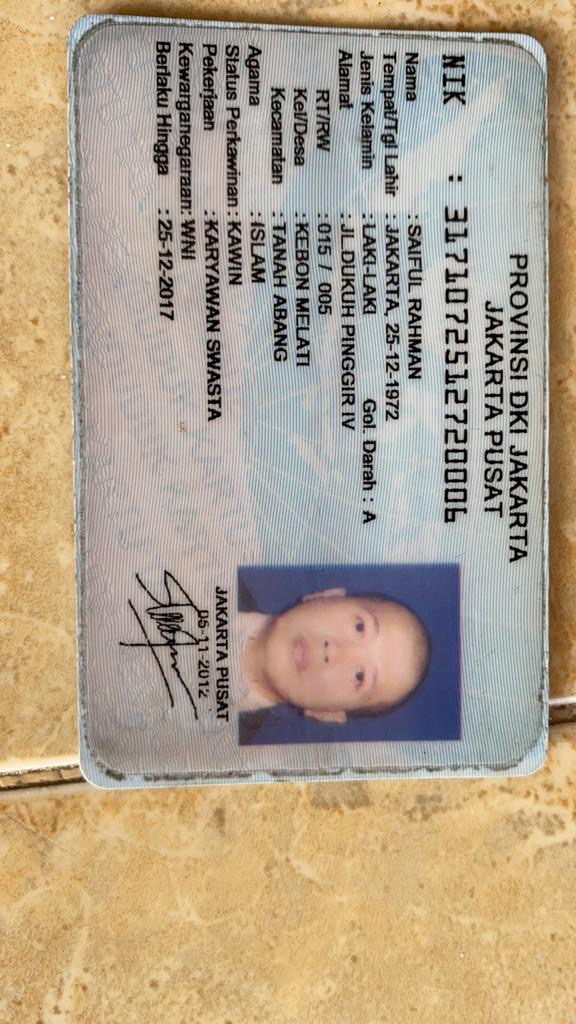 PROVINSI DKI JAKARTA
JAKARTA PUSAT
NIK : 3171072512720006
Nama : SAIFUL RAHMAN
Tempat/Tgl Lahir : JAKARTA, 25-12-1972
Jenis Kelamin : LAKI-LAKI Gol. Darah : A
Alamat : JL.DUKUH PINGGIR IV
RT/RW : 015 / 005
Kel/Desa : KEBON MELATI
Kecamatan : TANAH ABANG
Agama : ISLAM
Status Perkawinan : KAWIN
Pekerjaan : KARYAWAN SWASTA
Kewarganegaraan: WNI
Berlaku Hingga : 25-12-2017
JAKARTA PUSAT
05-11-2012